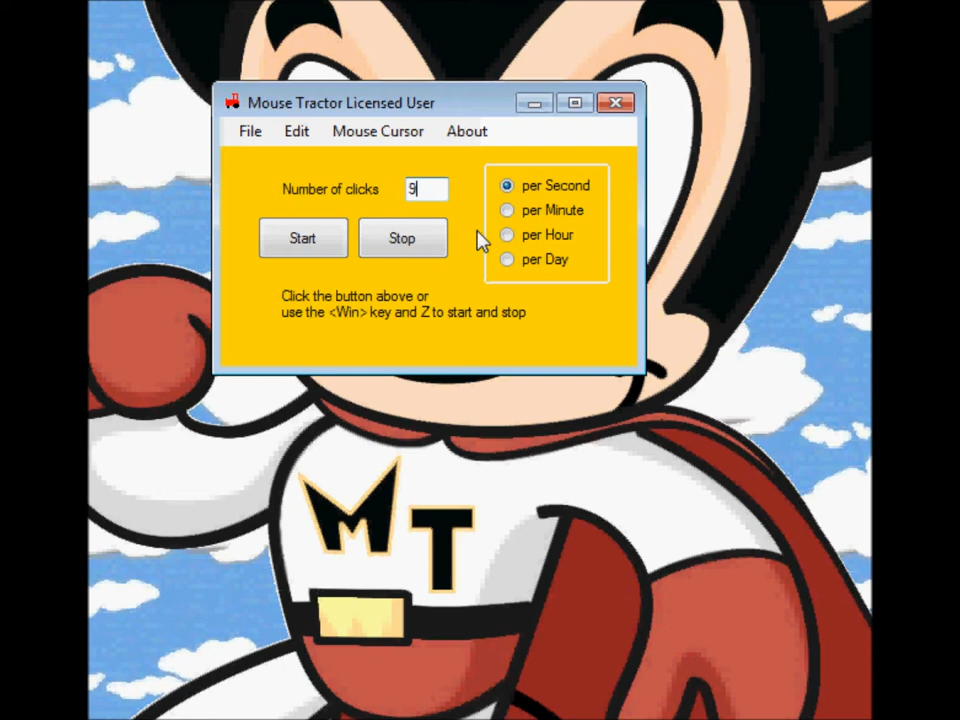 Mouse Tractor Licensed User
File Edit Mouse Cursor About
Number of clicks 9
per Second
per Minute
per Hour
per Day
Start Stop
Click the button above or
use the <Win> key and Z to start and stop
M T